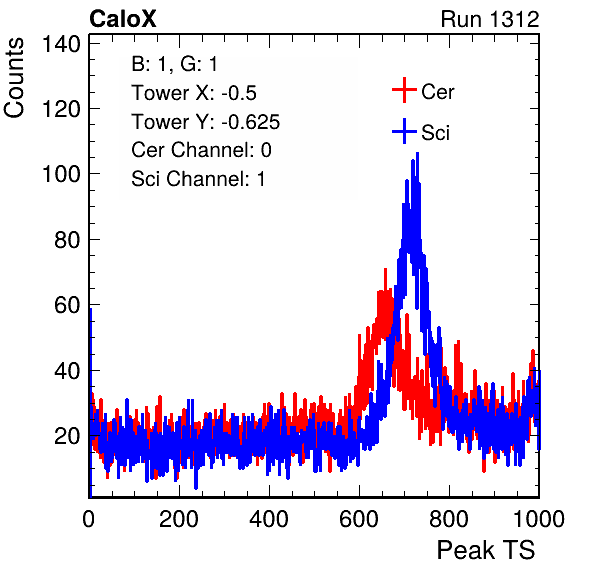 CaloX Run 1312
Counts
B: 1, G: 1
Tower X: -0.5
Tower Y: -0.625
Cer Channel: 0
Sci Channel: 1
Cer
Sci
140
120
100
80
60
40
20
0 200 400 600 800 1000
Peak TS